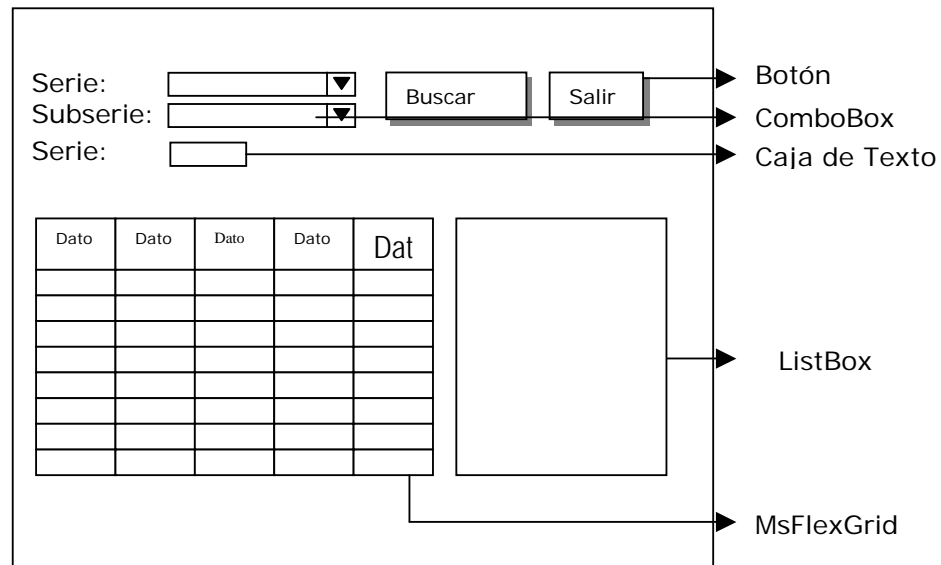 Serie:
Subserie:
Serie:
Buscar
Salir
Botón
ComboBox
Caja de Texto
Dato Dato Dato Dato Dat
ListBox
MsFlexGrid